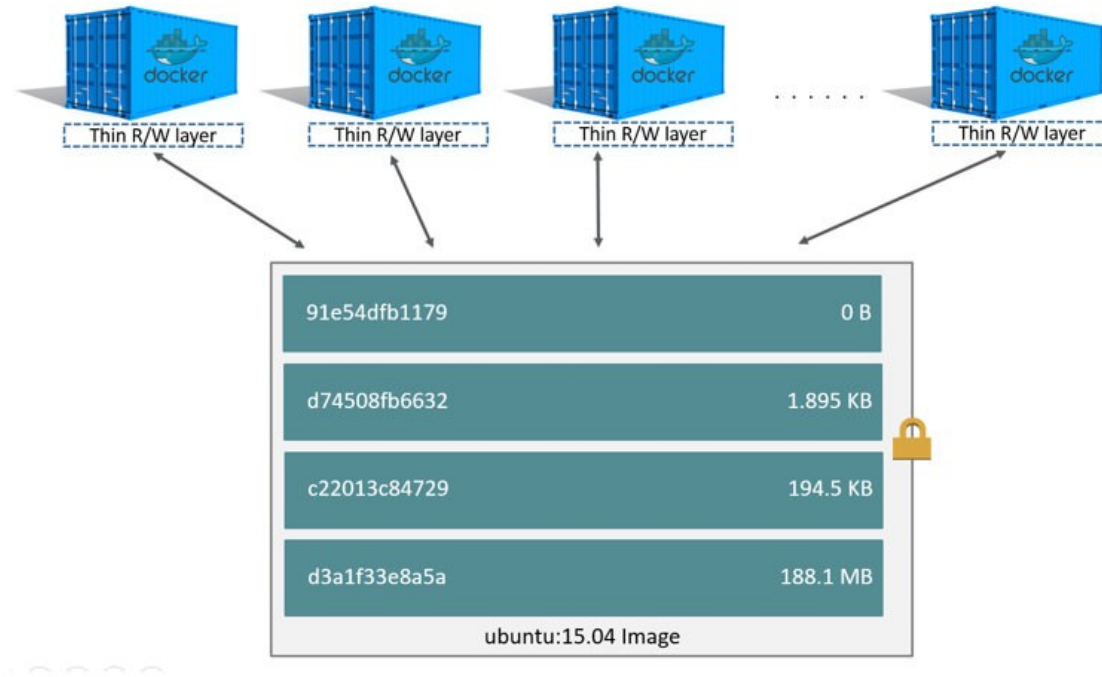 docker docker docker docker
. . . . . .
Thin R/W layer Thin R/W layer Thin R/W layer Thin R/W layer
91e54dfb1179 0 B
d74508fb6632 1.895 KB
c22013c84729 194.5 KB
d3a1f33e8a5a 188.1 MB
ubuntu:15.04 Image